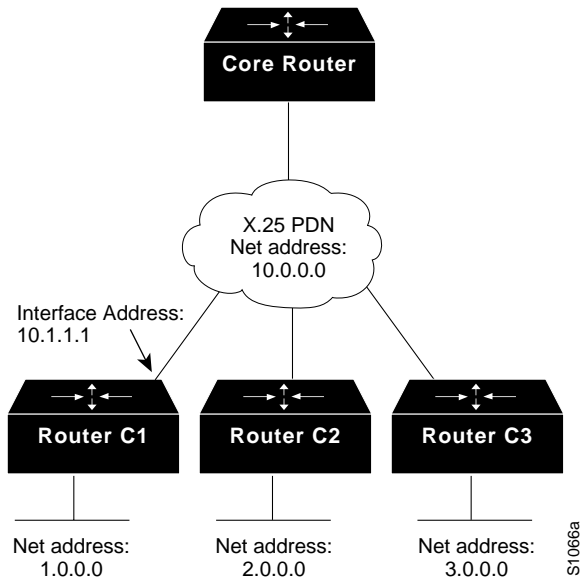 Core Router
X.25 PDN
Net address:
10.0.0.0
Interface Address:
10.1.1.1
Router C1
Router C2
Router C3
Net address:
1.0.0.0
Net address:
2.0.0.0
Net address:
3.0.0.0
S1066a